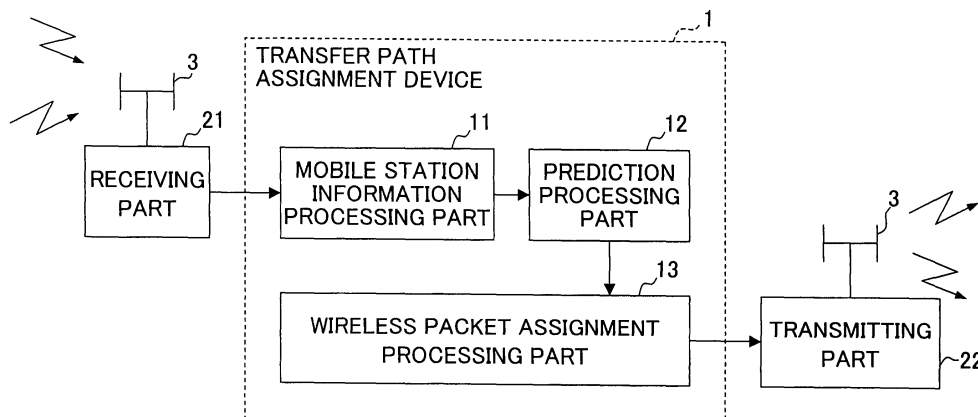 1
TRANSFER PATH
ASSIGNMENT DEVICE
3
21
RECEIVING
PART
11
MOBILE STATION
INFORMATION
PROCESSING PART
12
PREDICTION
PROCESSING
PART
3
13
WIRELESS PACKET ASSIGNMENT
PROCESSING PART
TRANSMITTING
PART
22